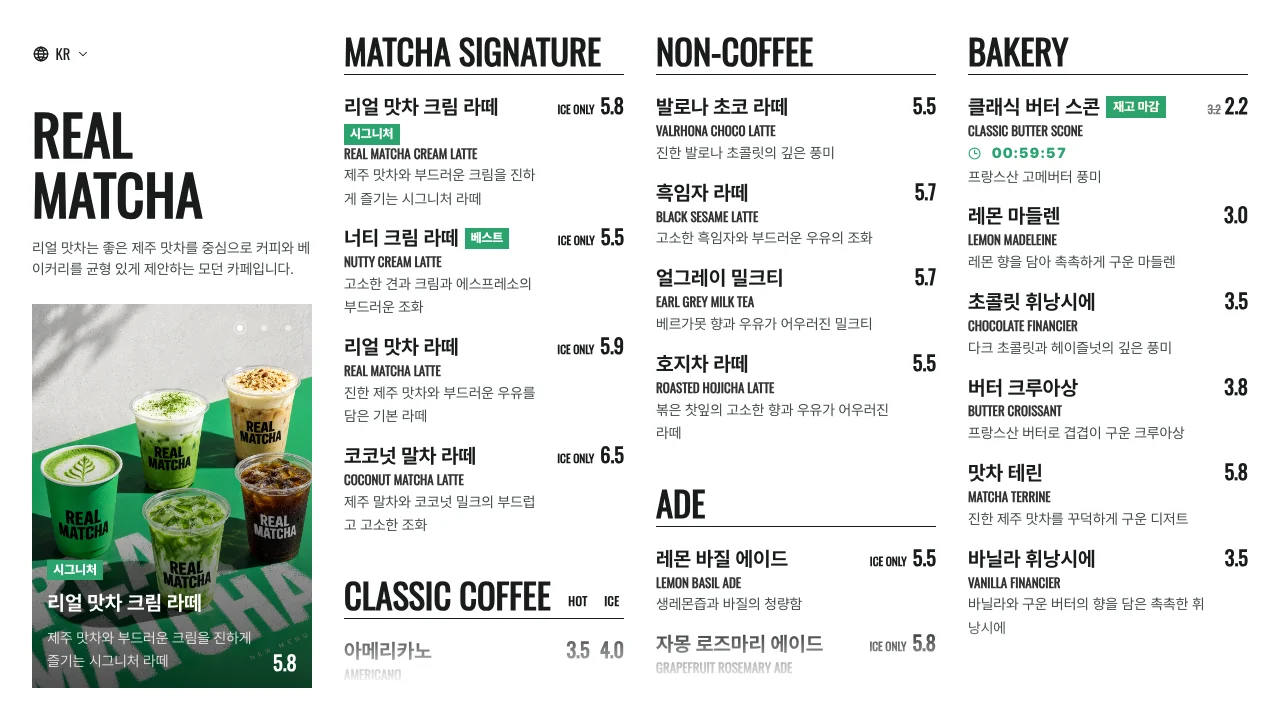 KR
REAL
MATCHA
리얼 맛차는 좋은 제주 맛차를 중심으로 커피와 베
이커리를 균형 있게 제안하는 모던 카페입니다.
REAL
MATCHA
REAL
MATCHA
REAL
MATCHA
REAL
MATCHA
REAL
MATCHA
REAL
MATCHA
NEW MENU
시그니처
리얼 맛차 크림 라떼
제주 맛차와 부드러운 크림을 진하게
즐기는 시그니처 라떼
5.8
MATCHA SIGNATURE
리얼 맛차 크림 라떼 ICE ONLY 5.8
시그니처
REAL MATCHA CREAM LATTE
제주 맛차와 부드러운 크림을 진하
게 즐기는 시그니처 라떼
너티 크림 라떼 베스트 ICE ONLY 5.5
NUTTY CREAM LATTE
고소한 견과 크림과 에스프레소의
부드러운 조화
리얼 맛차 라떼 ICE ONLY 5.9
REAL MATCHA LATTE
진한 제주 맛차와 부드러운 우유를
담은 기본 라떼
코코넛 말차 라떼 ICE ONLY 6.5
COCONUT MATCHA LATTE
제주 말차와 코코넛 밀크의 부드럽
고 고소한 조화
CLASSIC COFFEE HOT ICE
아메리카노 3.5 4.0
AMERICANO
NON-COFFEE
발로나 초코 라떼 5.5
VALRHONA CHOCO LATTE
진한 발로나 초콜릿의 깊은 풍미
흑임자 라떼 5.7
BLACK SESAME LATTE
고소한 흑임자와 부드러운 우유의 조화
얼그레이 밀크티 5.7
EARL GREY MILK TEA
베르가못 향과 우유가 어우러진 밀크티
호지차 라떼 5.5
ROASTED HOJICHA LATTE
볶은 찻잎의 고소한 향과 우유가 어우러진
라떼
ADE
레몬 바질 에이드 ICE ONLY 5.5
LEMON BASIL ADE
생레몬즙과 바질의 청량함
자몽 로즈마리 에이드 ICE ONLY 5.8
GRAPEFRUIT ROSEMARY ADE
BAKERY
클래식 버터 스콘 재고 마감 3.2 2.2
CLASSIC BUTTER SCONE
00:59:57
프랑스산 고메버터 풍미
레몬 마들렌 3.0
LEMON MADELEINE
레몬 향을 담아 촉촉하게 구운 마들렌
초콜릿 휘낭시에 3.5
CHOCOLATE FINANCIER
다크 초콜릿과 헤이즐넛의 깊은 풍미
버터 크루아상 3.8
BUTTER CROISSANT
프랑스산 버터로 겹겹이 구운 크루아상
맛차 테린 5.8
MATCHA TERRINE
진한 제주 맛차를 꾸덕하게 구운 디저트
바닐라 휘낭시에 3.5
VANILLA FINANCIER
바닐라와 구운 버터의 향을 담은 촉촉한 휘
낭시에